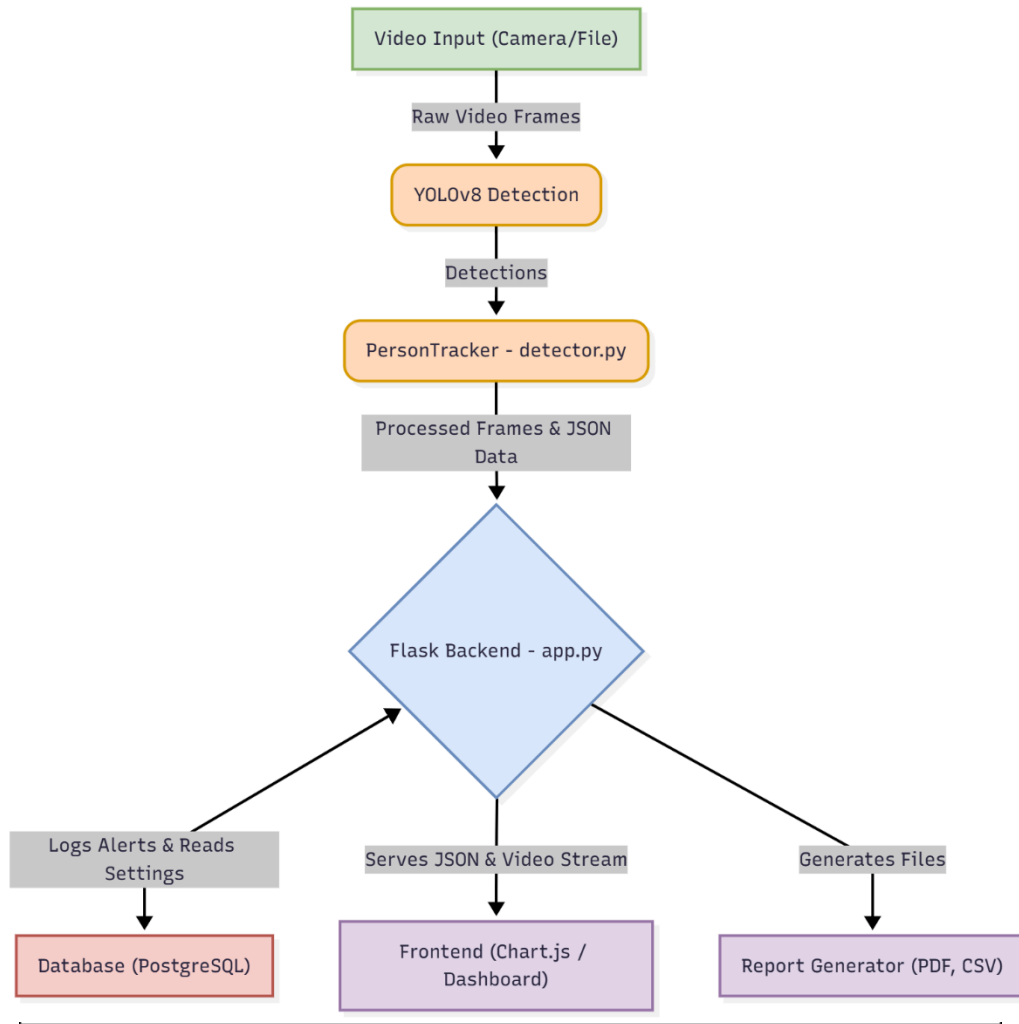 Video Input (Camera/File)
Raw Video Frames
YOLOv8 Detection
Detections
PersonTracker - detector.py
Processed Frames & JSON
Data
Flask Backend - app.py
Logs Alerts & Reads
Settings
Serves JSON & Video Stream
Generates Files
Database (PostgreSQL)
Frontend (Chart.js /
Dashboard)
Report Generator (PDF, CSV)